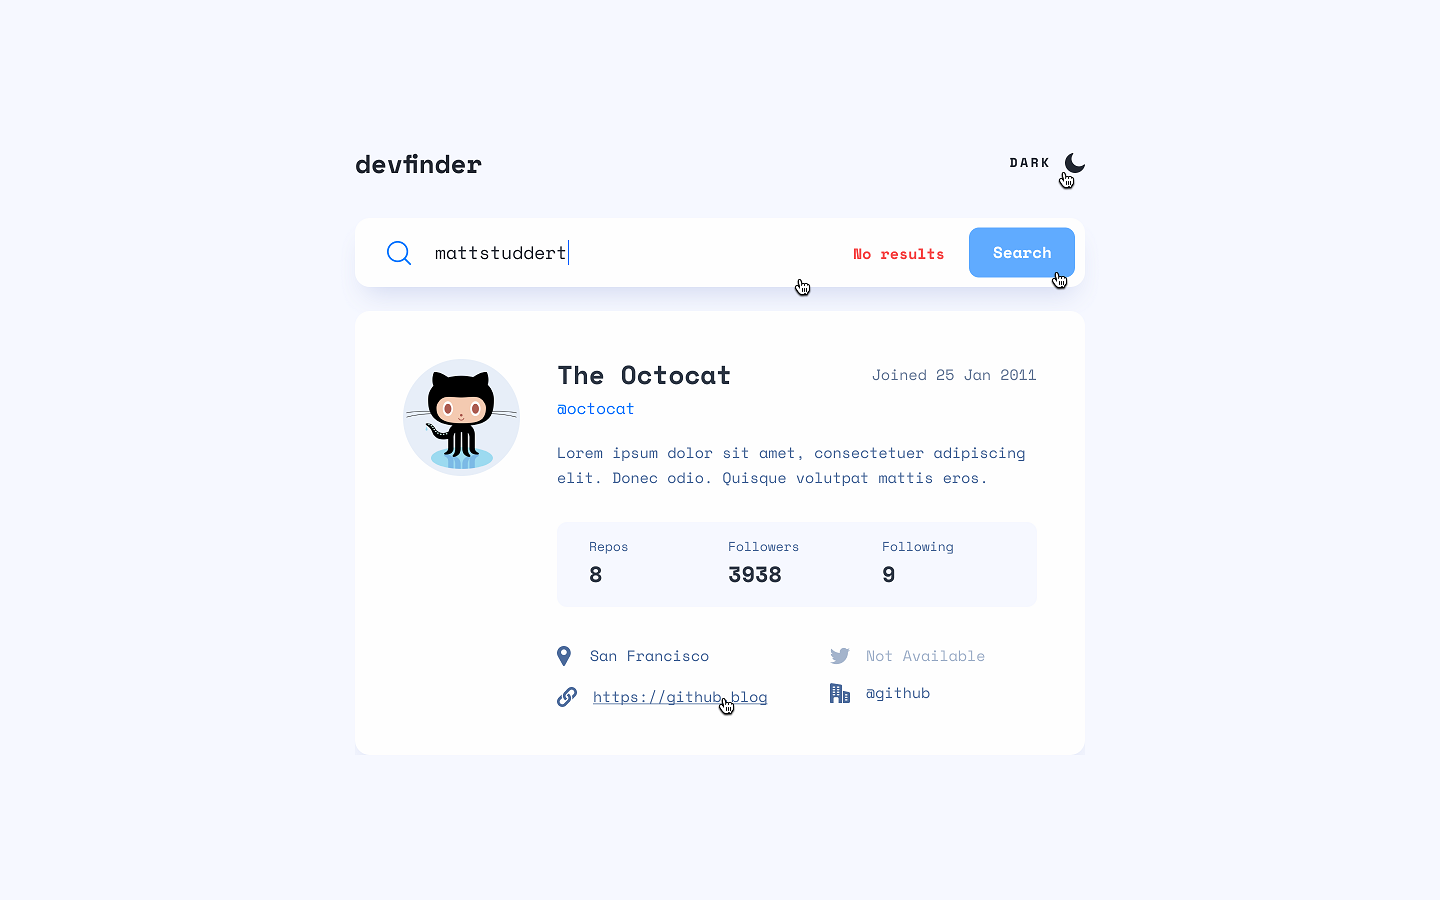 devfinder
DARK
mattstuddert
No results
Search
The Octocat
Joined 25 Jan 2011
@octocat
Lorem ipsum dolor sit amet, consectetuer adipiscing
elit. Donec odio. Quisque volutpat mattis eros.
Repos
Followers
Following
8
3938
9
San Francisco
Not Available
https://github.blog
@github